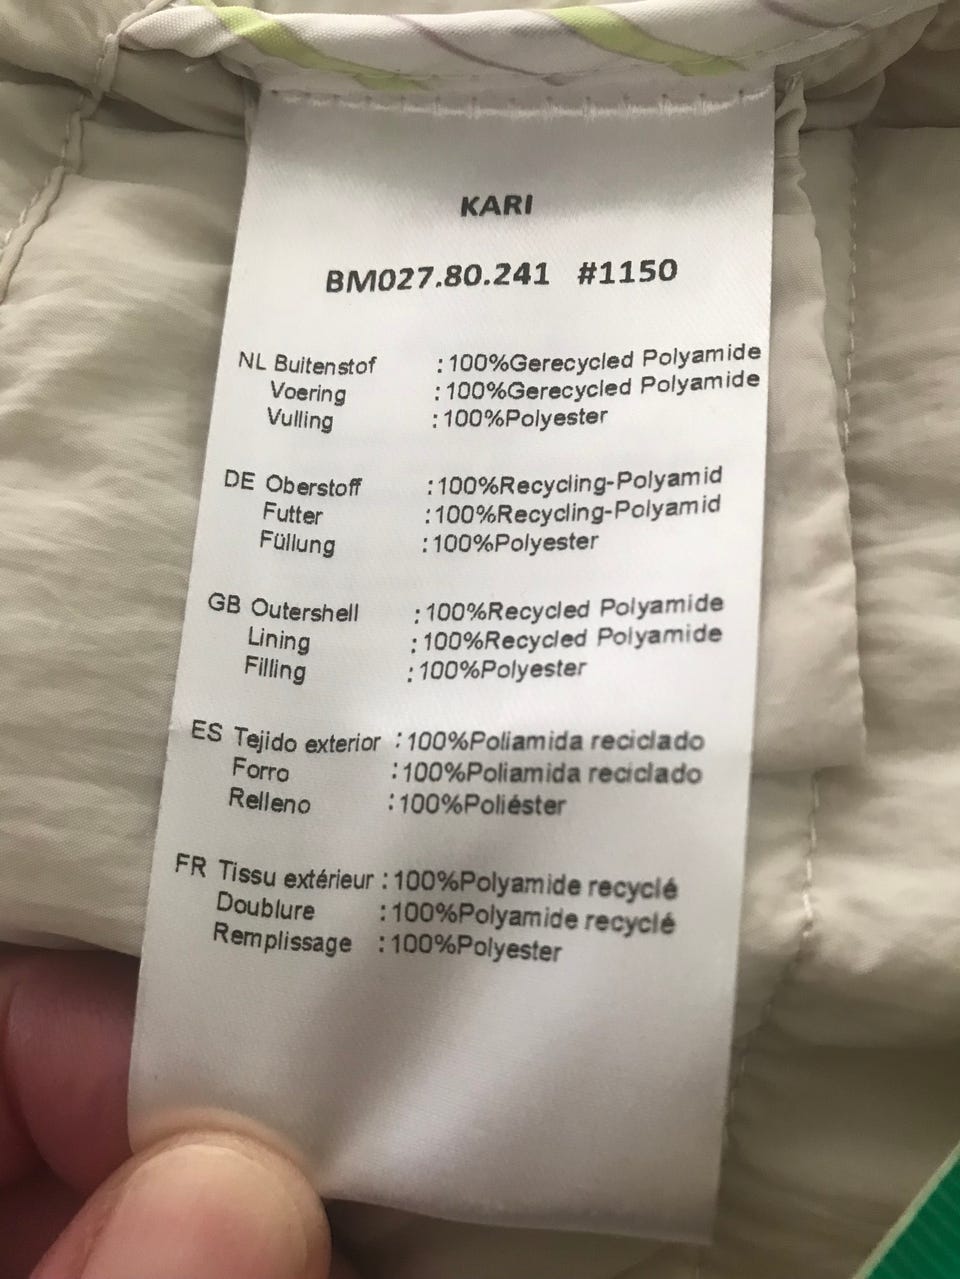 KARI
BM027.80.241 #1150
NL Buitenstof :100%Gerecycled Polyamide
Voering :100%Gerecycled Polyamide
Vulling :100%Polyester
DE Oberstoff :100%Recycling-Polyamid
Futter :100%Recycling-Polyamid
Füllung :100%Polyester
GB Outershell :100%Recycled Polyamide
Lining :100%Recycled Polyamide
Filling :100%Polyester
ES Tejido exterior :100%Poliamida reciclado
Forro :100%Poliamida reciclado
Relleno :100%Poliéster
FR Tissu extérieur :100%Polyamide recyclé
Doublure :100%Polyamide recyclé
Remplissage :100%Polyester